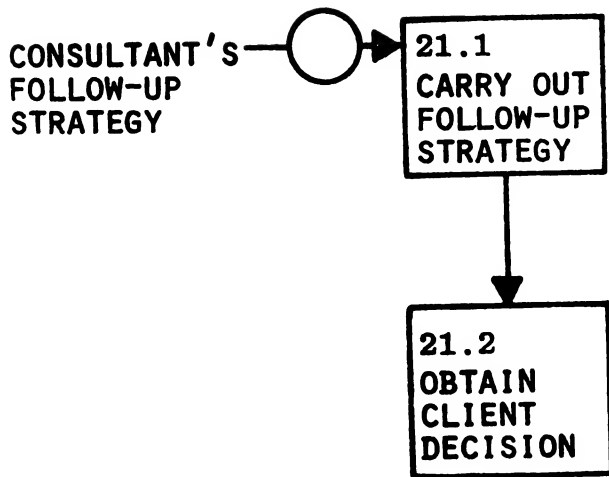 CONSULTANT'S
FOLLOW-UP
STRATEGY
21.1
CARRY OUT
FOLLOW-UP
STRATEGY
21.2
OBTAIN
CLIENT
DECISION